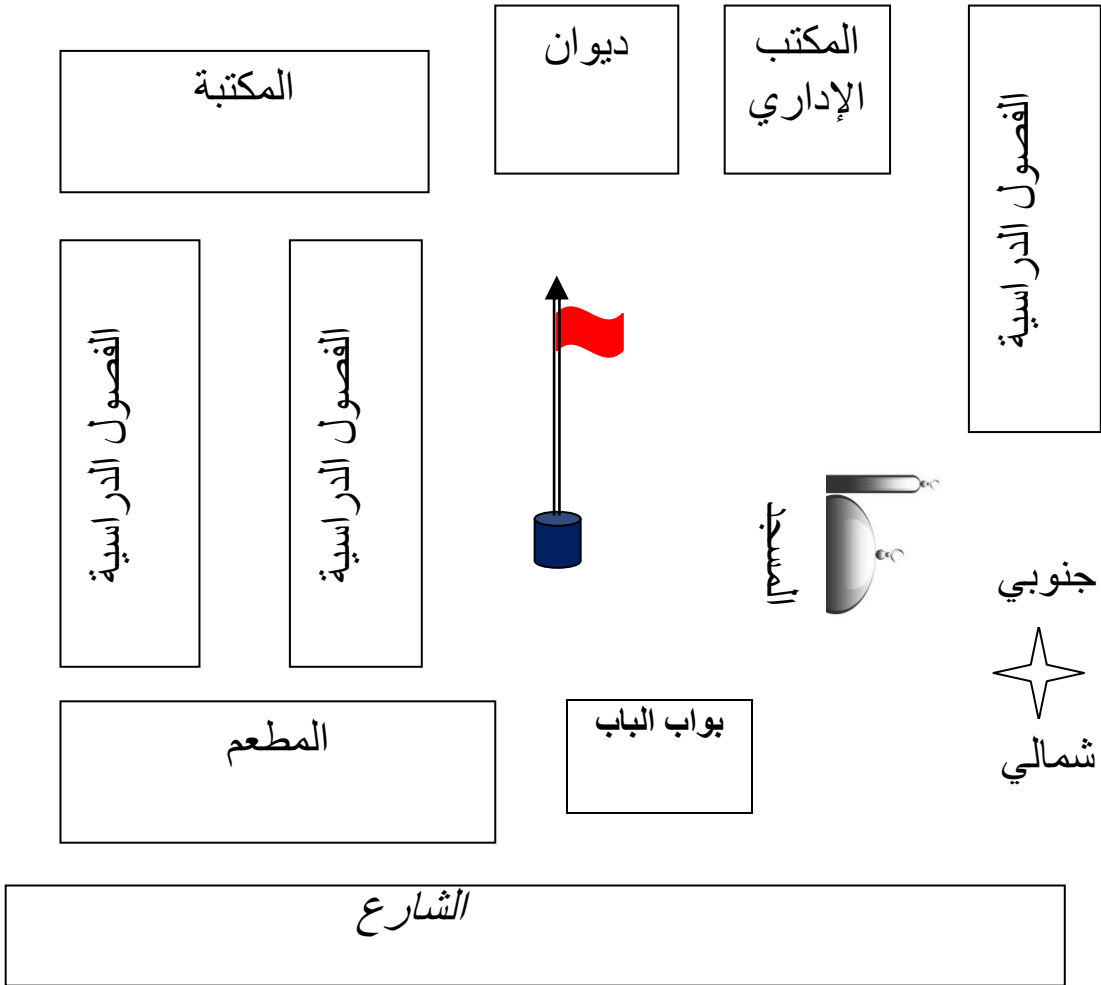 المكتب
الإداري
ديوان
المكتبة
الفصول الدراسية
الفصول الدراسية
الفصول الدراسية
المسجد
جنوبي
شمالي
بواب الباب
المطعم
الشارع